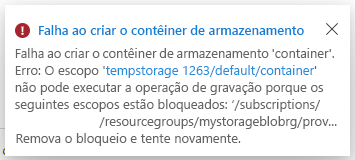 Falha ao criar o contêiner de armazenamento
Falha ao criar o contêiner de armazenamento 'container'.
Erro: O escopo 'tempstorage 1263/default/container'
não pode executar a operação de gravação porque os
seguintes escopos estão bloqueados: '/subscriptions/
/resourcegroups/mystorageblobrg/prov...
Remova o bloqueio e tente novamente.